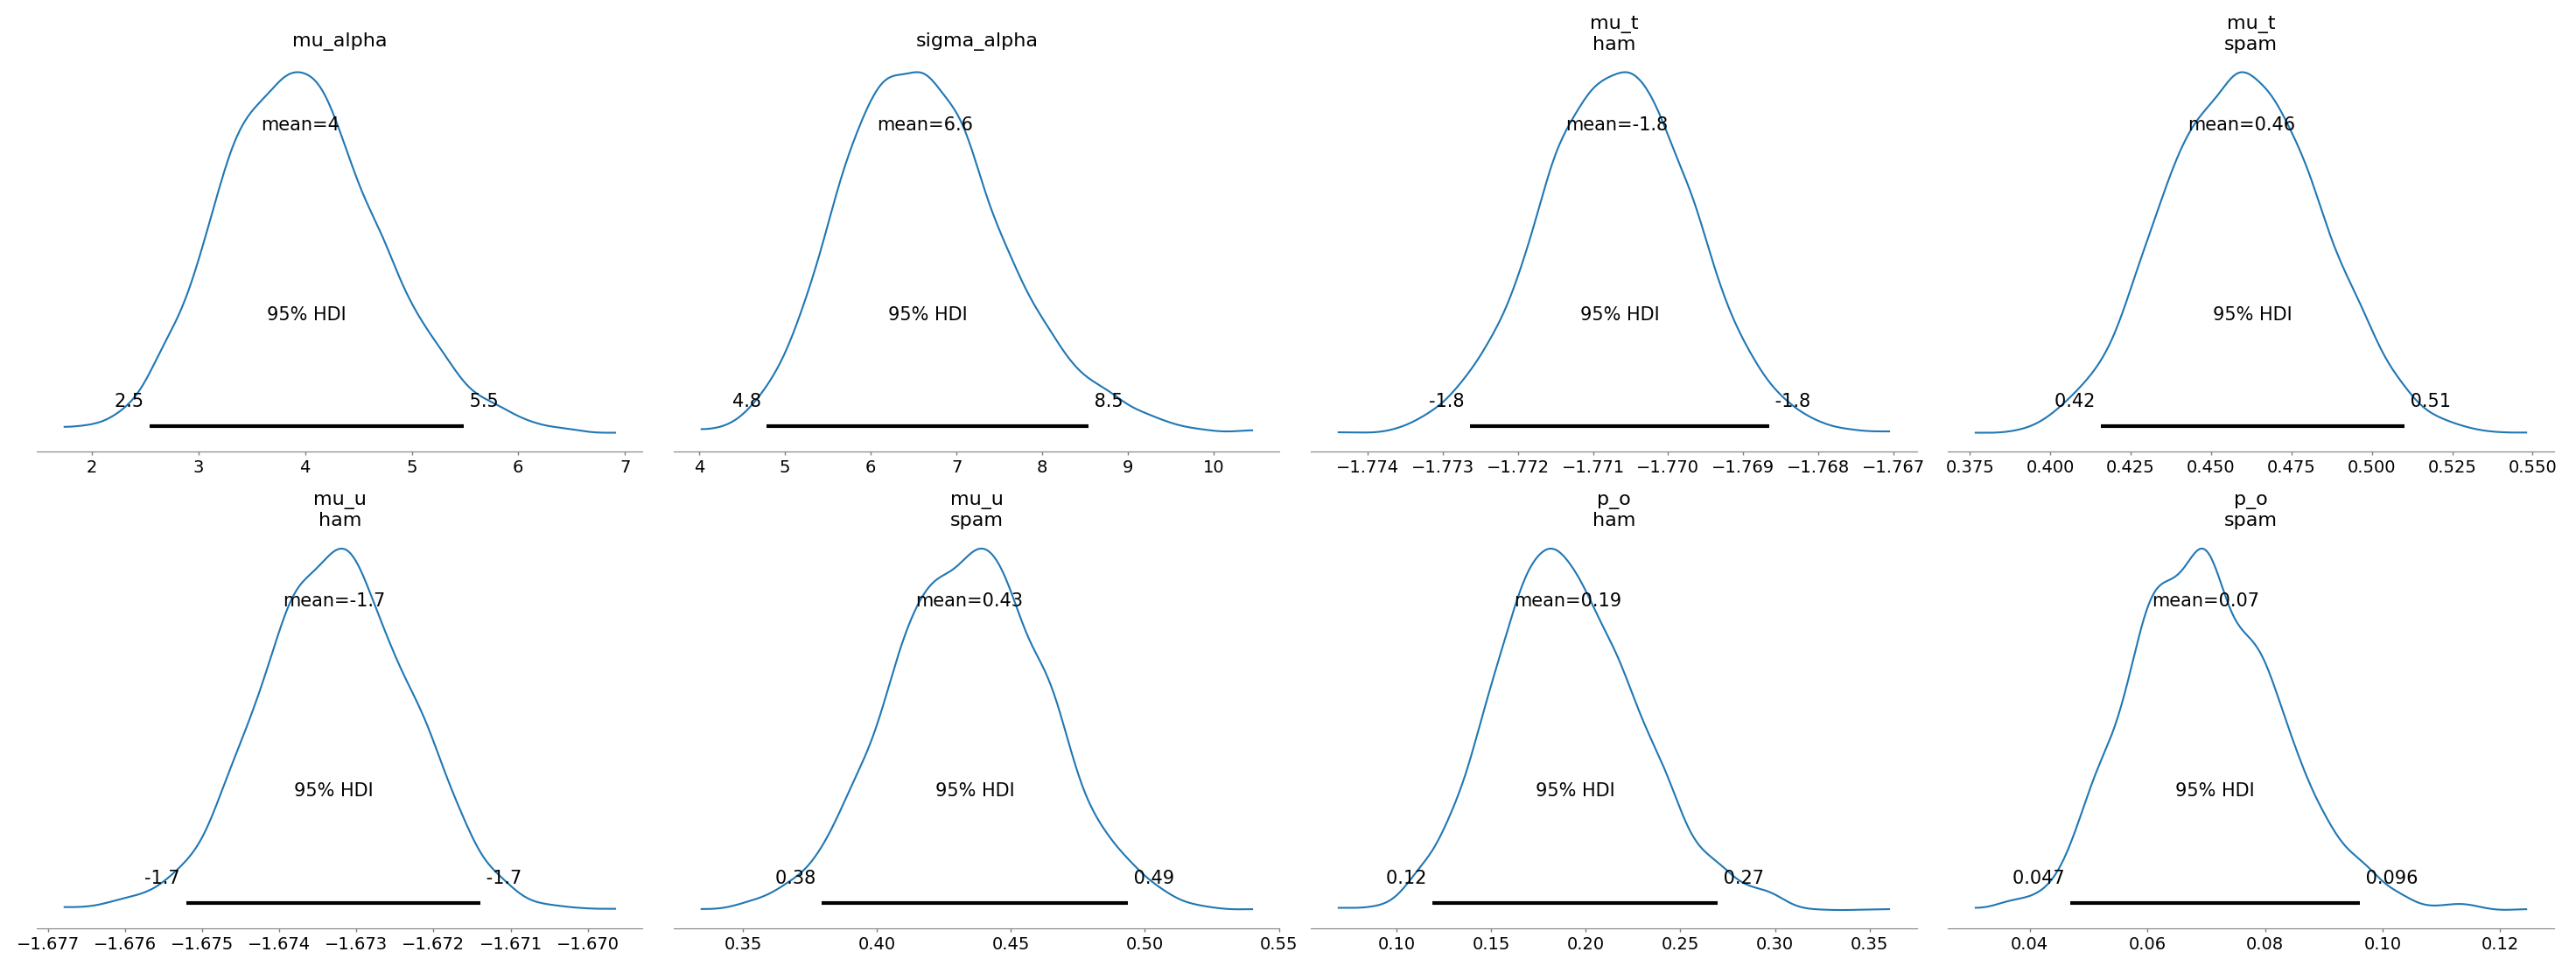 mu_alpha
mean=4
95% HDI
2.5 5.5
2 3 4 5 6 7
sigma_alpha
mean=6.6
95% HDI
4.8 8.5
4 5 6 7 8 9 10
mu_t
ham
mean=-1.8
95% HDI
-1.8 -1.8
−1.774 −1.773 −1.772 −1.771 −1.770 −1.769 −1.768 −1.767
mu_t
spam
mean=0.46
95% HDI
0.42 0.51
0.375 0.400 0.425 0.450 0.475 0.500 0.525 0.550
mu_u
ham
mean=-1.7
95% HDI
-1.7 -1.7
−1.677 −1.676 −1.675 −1.674 −1.673 −1.672 −1.671 −1.670
mu_u
spam
mean=0.43
95% HDI
0.38 0.49
0.35 0.40 0.45 0.50 0.55
p_o
ham
mean=0.19
95% HDI
0.12 0.27
0.10 0.15 0.20 0.25 0.30 0.35
p_o
spam
mean=0.07
95% HDI
0.047 0.096
0.04 0.06 0.08 0.10 0.12